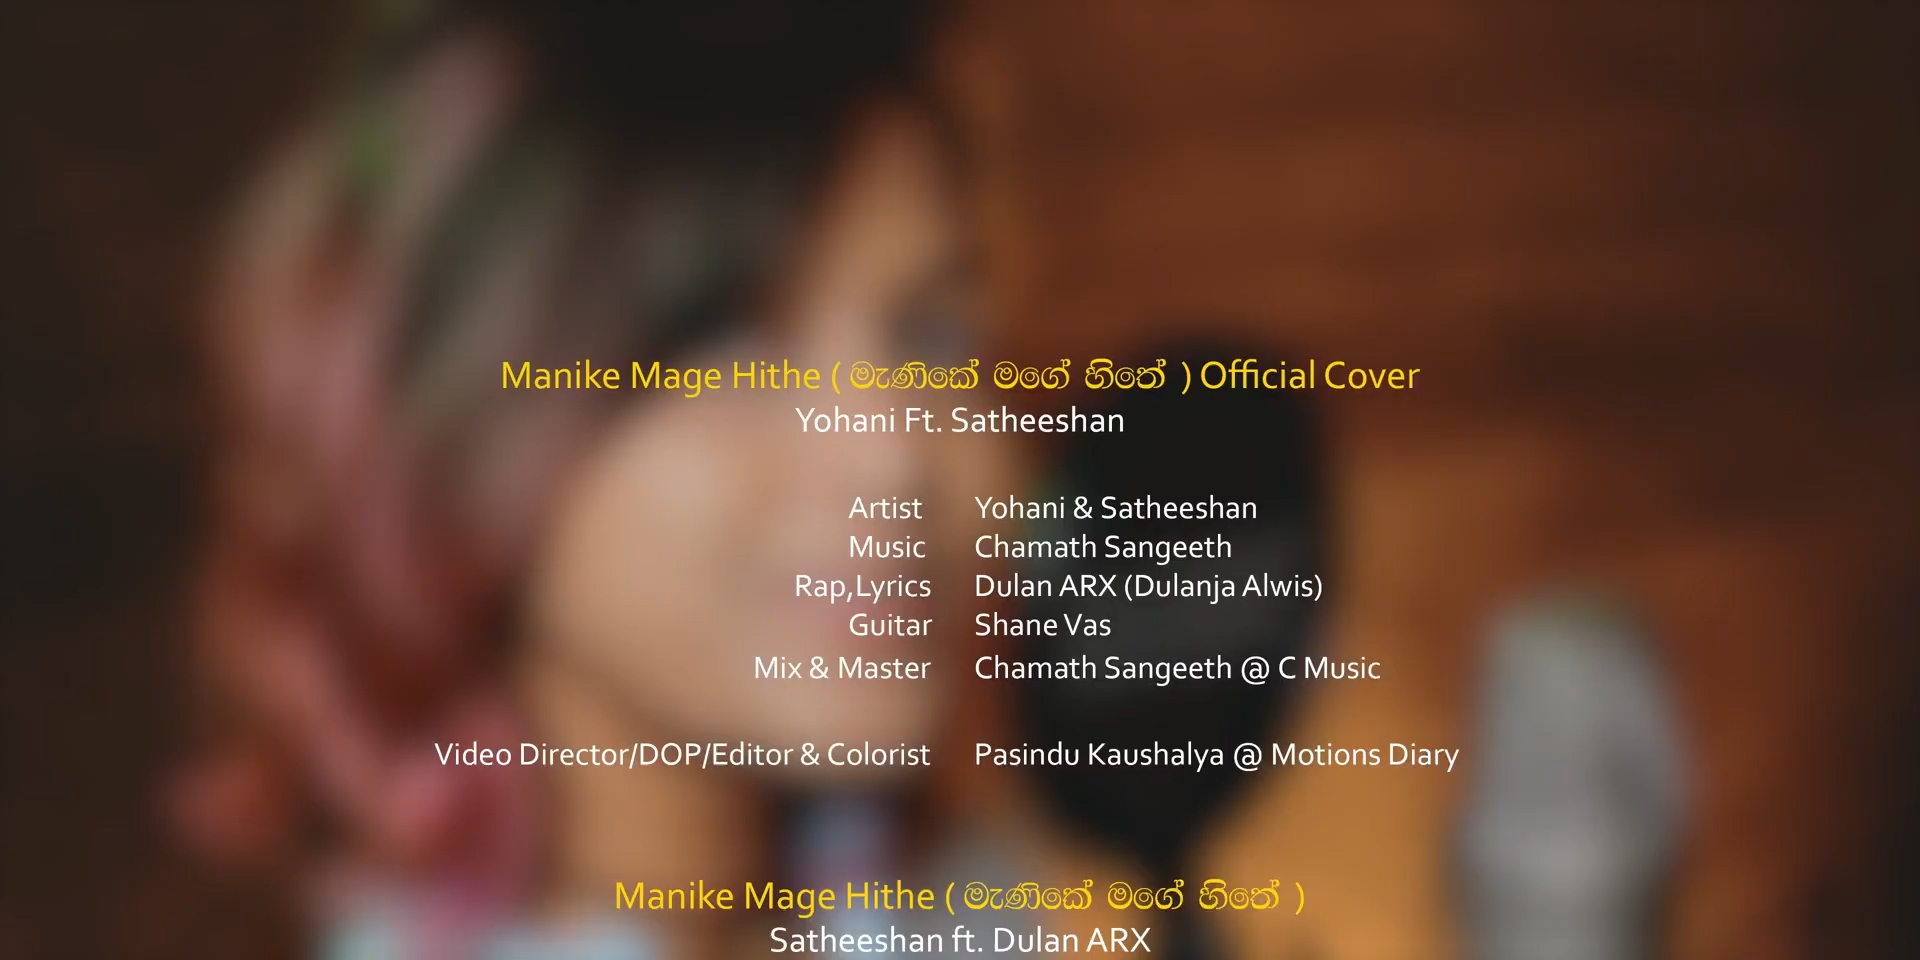 Manike Mage Hithe ( මැණිකේ මගේ හිතේ ) Official Cover
Yohani Ft. Satheeshan
Artist Yohani & Satheeshan
Music Chamath Sangeeth
Rap,Lyrics Dulan ARX (Dulanja Alwis)
Guitar Shane Vas
Mix & Master Chamath Sangeeth @ C Music
Video Director/DOP/Editor & Colorist Pasindu Kaushalya @ Motions Diary
Manike Mage Hithe ( මැණිකේ මගේ හිතේ )
Satheeshan ft. Dulan ARX